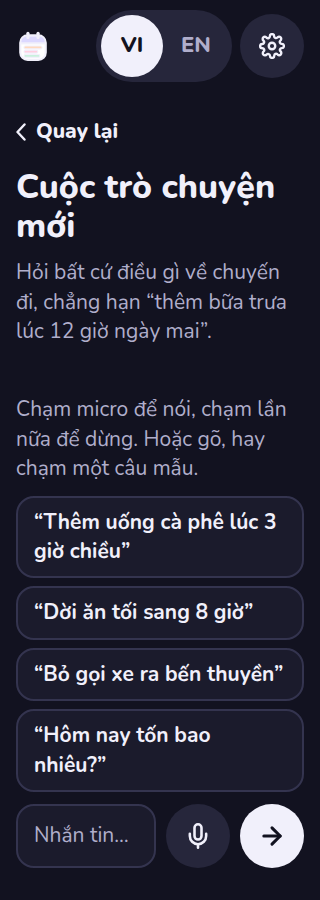 VI EN
Quay lại
Cuộc trò chuyện
mới
Hỏi bất cứ điều gì về chuyến
đi, chẳng hạn “thêm bữa trưa
lúc 12 giờ ngày mai”.
Chạm micro để nói, chạm lần
nữa để dừng. Hoặc gõ, hay
chạm một câu mẫu.
“Thêm uống cà phê lúc 3
giờ chiều”
“Dời ăn tối sang 8 giờ”
“Bỏ gọi xe ra bến thuyền”
“Hôm nay tốn bao
nhiêu?”
Nhắn tin...